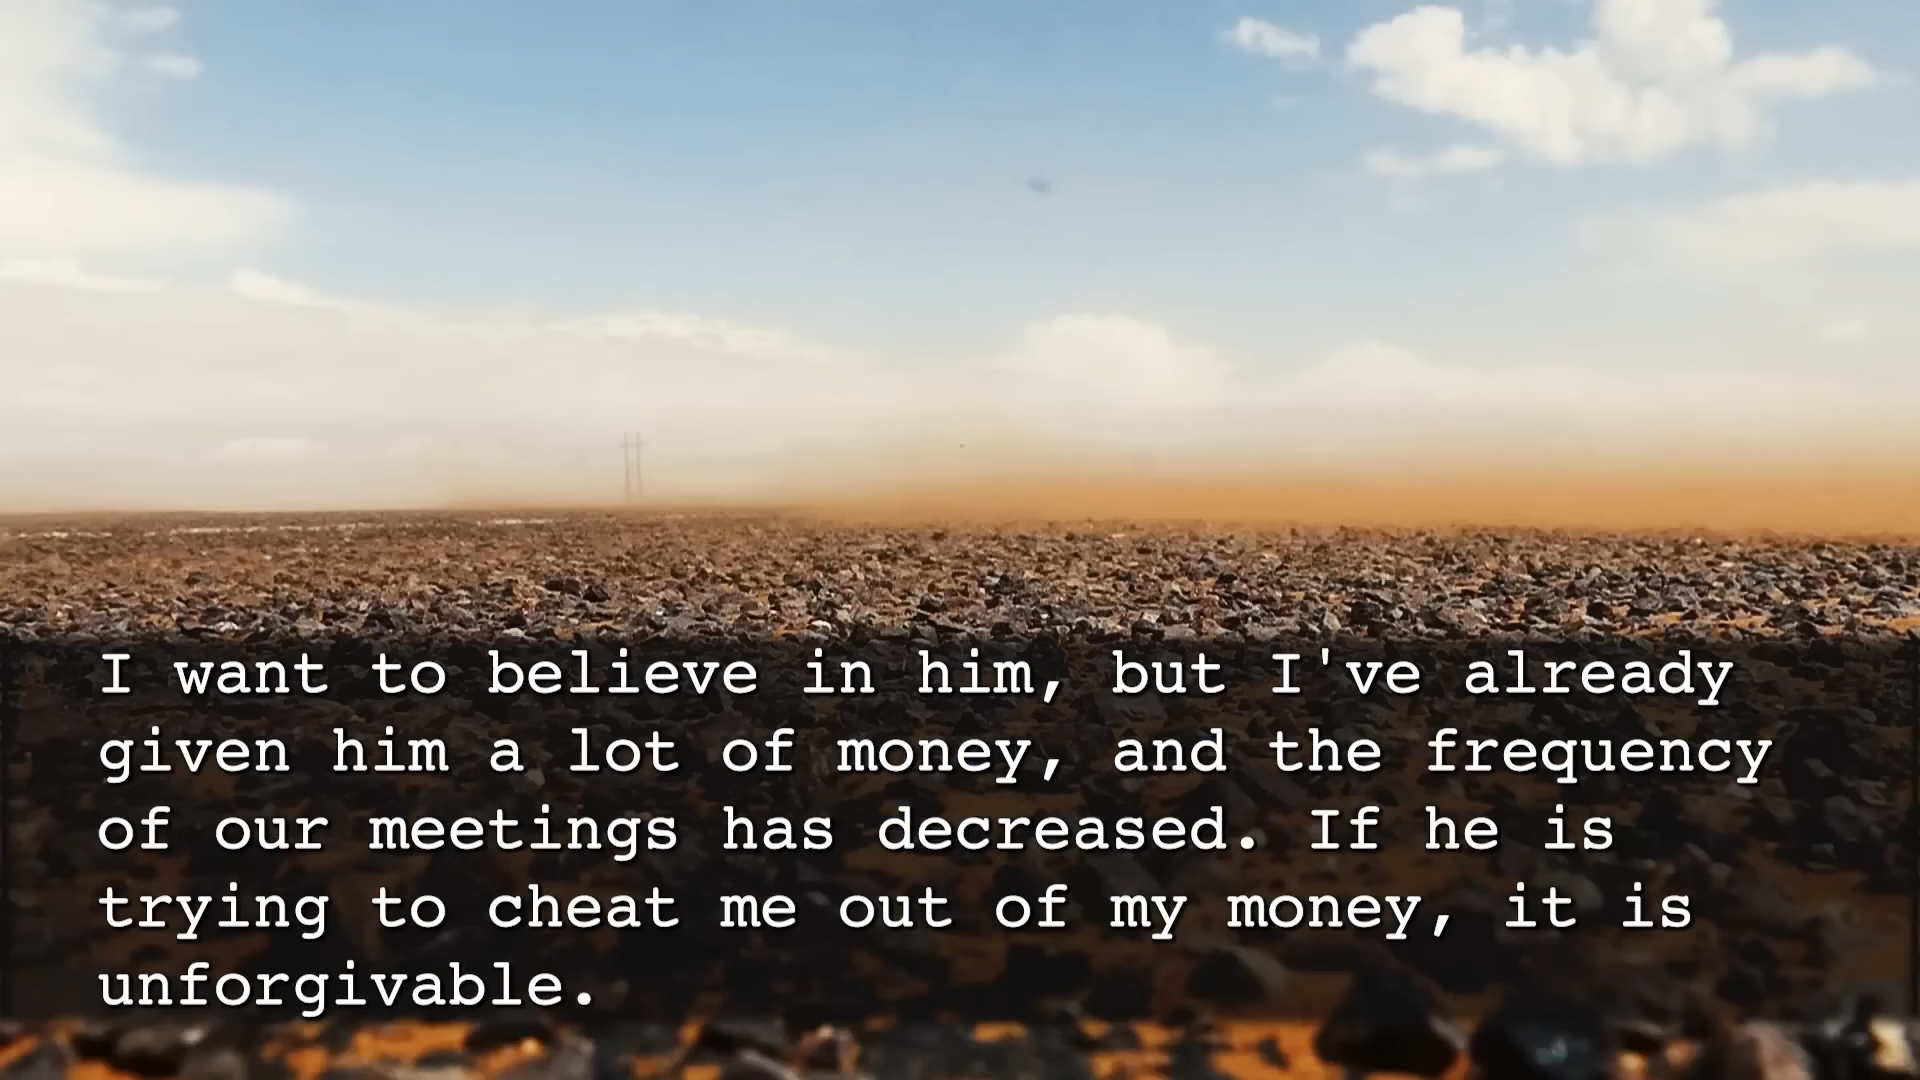 I want to believe in him, but I've already
given him a lot of money, and the frequency
of our meetings has decreased. If he is
trying to cheat me out of my money, it is
unforgivable.